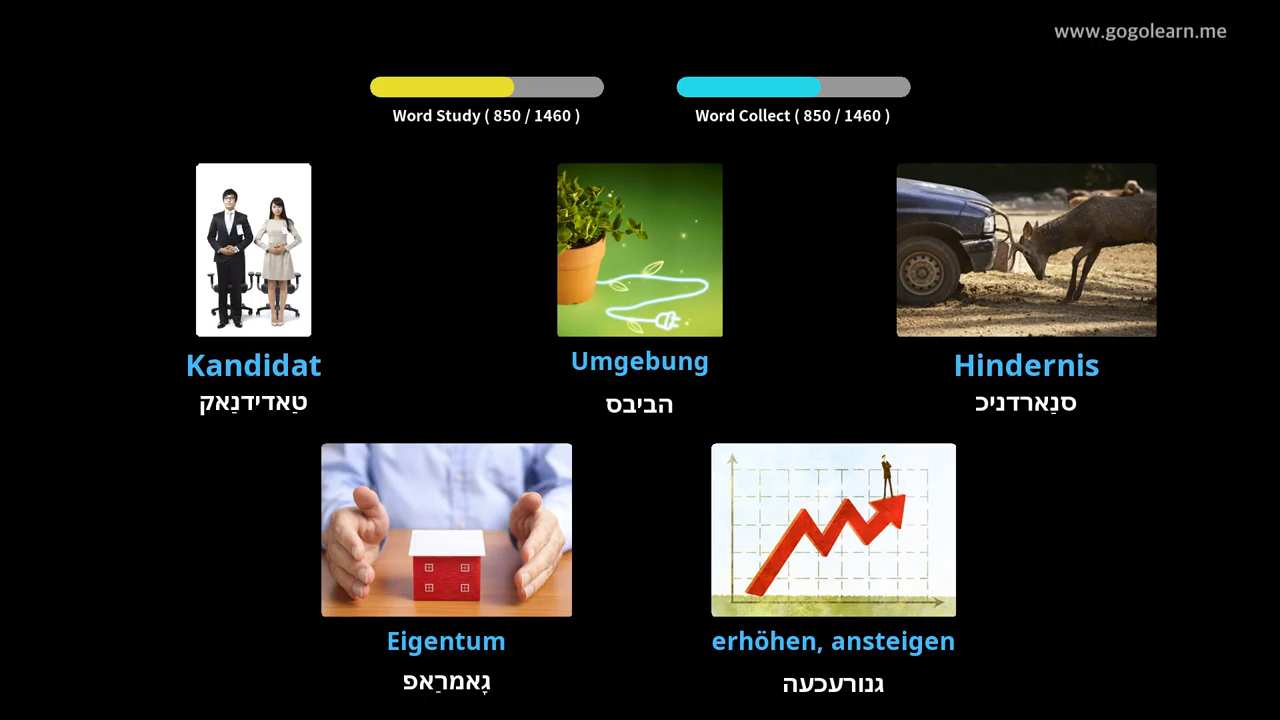 www.gogolearn.me
Word Study ( 850 / 1460 )
Word Collect ( 850 / 1460 )
Kandidat
טַאדידנַאק
Umgebung
הביבס
Hindernis
סנַארדניכ
Eigentum
גָאמרַאפ
erhöhen, ansteigen
גנורעכעה